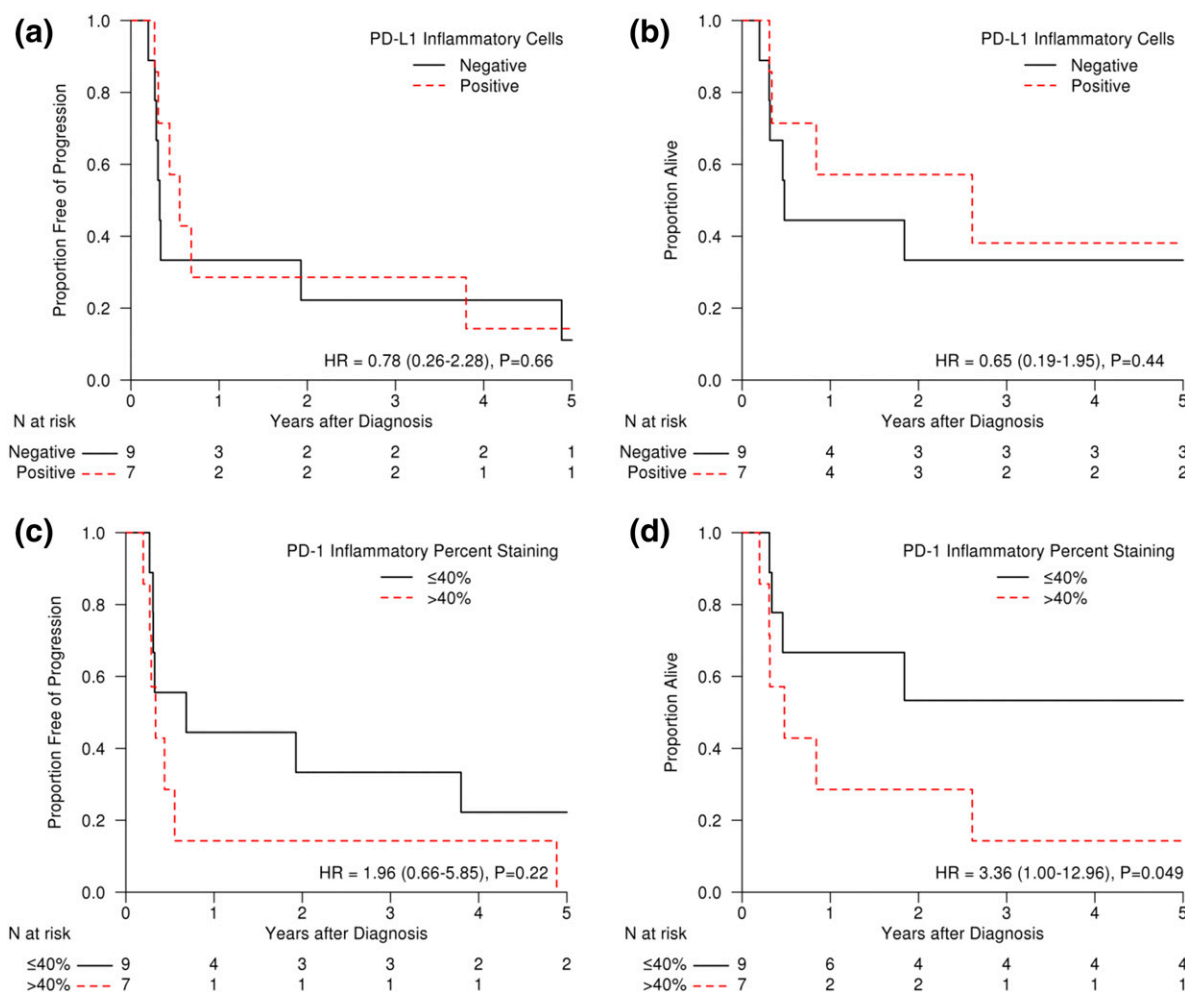 (a)
PD-L1 Inflammatory Cells
Negative
Positive
Proportion Free of Progression
1.0
0.8
0.6
0.4
0.2
0.0
HR = 0.78 (0.26-2.28), P=0.66
0 1 2 3 4 5
N at risk Years after Diagnosis
Negative 9 3 2 2 2 1
Positive 7 2 2 2 1 1
(b)
PD-L1 Inflammatory Cells
Negative
Positive
Proportion Alive
1.0
0.8
0.6
0.4
0.2
0.0
HR = 0.65 (0.19-1.95), P=0.44
0 1 2 3 4 5
N at risk Years after Diagnosis
Negative 9 4 3 3 3 3
Positive 7 4 3 2 2 2
(c)
PD-1 Inflammatory Percent Staining
≤40%
>40%
Proportion Free of Progression
1.0
0.8
0.6
0.4
0.2
0.0
HR = 1.96 (0.66-5.85), P=0.22
0 1 2 3 4 5
N at risk Years after Diagnosis
≤40% 9 4 3 3 2 2
>40% 7 1 1 1 1
(d)
PD-1 Inflammatory Percent Staining
≤40%
>40%
Proportion Alive
1.0
0.8
0.6
0.4
0.2
0.0
HR = 3.36 (1.00-12.96), P=0.049
0 1 2 3 4 5
N at risk Years after Diagnosis
≤40% 9 6 4 4 4 4
>40% 7 2 2 1 1 1